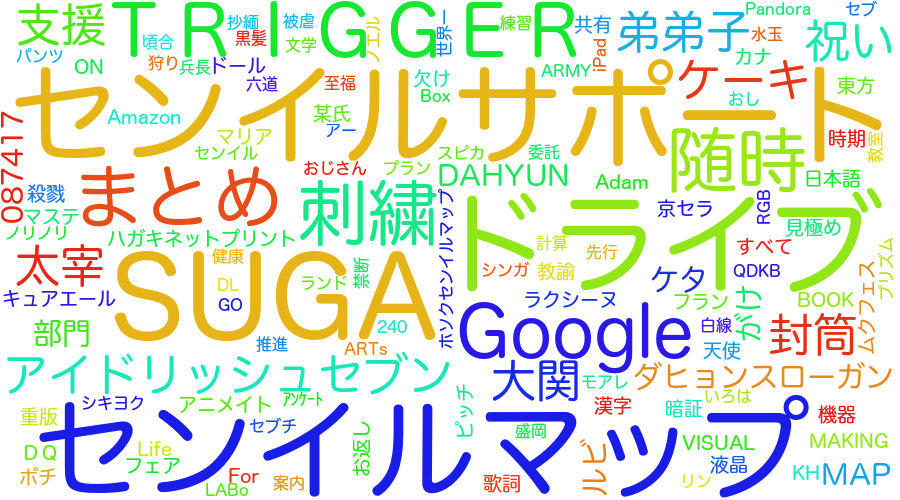 支援
TRIGGER
抄緬
被虐
ノエル
世界一
練習
共有
iPad
弟弟子
Pandora
水玉
カナ
セブ
祝い
パンツ
ON
頃合
狩り
黒髪
兵長
ドール
文学
六道
至福
欠け
Box
ARMY
ケーキ
おし
東方
センイルサポート
Amazon
マリア
センイル
某氏
アー
087417
まとめ
おじさん
プラン
スピカ
委託
DAHYUN
Adam
随時
時期
教室
日本語
殺戮
マステ
ノリノリ
刺繍
ホソクセンイルマップ
ドライブ
京セラ
RGB
見極め
太宰
ハガキネットプリント
健康
DL
GO
ランド
禁断
計算
先行
シンガ
教諭
ケタ
すべて
QDKB
プリズム
ムクフェス
キュアエール
SUGA
ラクシーヌ
フラン
がけ
BOOK
部門
推進
240
ARTs
Google
白線
天使
封筒
アイドリッシュセブン
大関
モアレ
ダヒョンスローガン
重版
シキヨク
アニメイト
アンケート
セブチ
お返し
ピッチ
盛岡
漢字
いろは
暗証
機器
DQ
ポチ
Life
フェア
LABo
For
案内
センイルマップ
歌詞
ルビ
VISUAL
液晶
リン
MAKING
KH
MAP